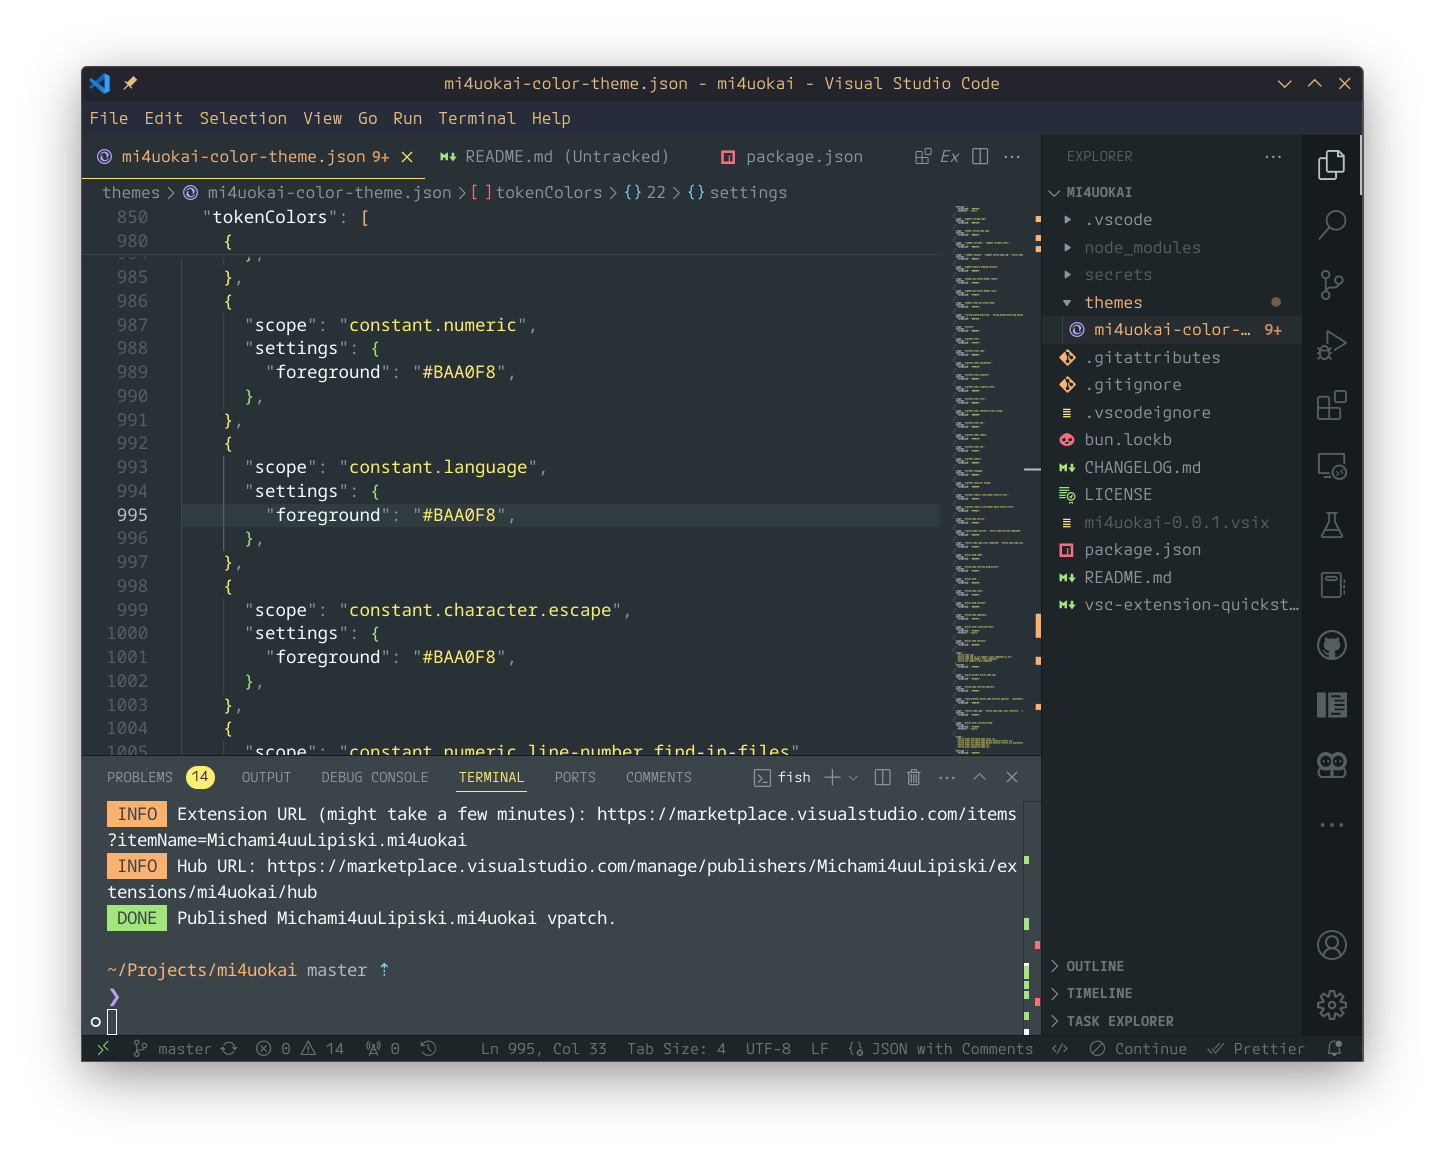 mi4uokai-color-theme.json - mi4uokai - Visual Studio Code
File Edit Selection View Go Run Terminal Help
mi4uokai-color-theme.json 9+ README.md (Untracked) package.json Ex
themes > mi4uokai-color-theme.json > [ ] tokenColors > {} 22 > {} settings
850 "tokenColors": [
980 {
985 },
986 {
987 "scope": "constant.numeric",
988 "settings": {
989 "foreground": "#BAA0F8",
990 },
991 },
992 {
993 "scope": "constant.language",
994 "settings": {
995 "foreground": "#BAA0F8",
996 },
997 },
998 {
999 "scope": "constant.character.escape",
1000 "settings": {
1001 "foreground": "#BAA0F8",
1002 },
1003 },
1004 {
1005 "scope": "constant.numeric.line-number.find-in-files"
EXPLORER
MI4UOKAI
.vscode
node_modules
secrets
themes
mi4uokai-color-... 9+
.gitattributes
.gitignore
.vscodeignore
bun.lockb
CHANGELOG.md
LICENSE
mi4uokai-0.0.1.vsix
package.json
README.md
vsc-extension-quickst...
OUTLINE
TIMELINE
TASK EXPLORER
PROBLEMS 14 OUTPUT DEBUG CONSOLE TERMINAL PORTS COMMENTS fish
INFO Extension URL (might take a few minutes): https://marketplace.visualstudio.com/items
?itemName=Michami4uuLipiski.mi4uokai
INFO Hub URL: https://marketplace.visualstudio.com/manage/publishers/Michami4uuLipiski/ex
tensions/mi4uokai/hub
DONE Published Michami4uuLipiski.mi4uokai vpatch.
~/Projects/mi4uokai master ⇡
❯
master 0 14 0 Ln 995, Col 33 Tab Size: 4 UTF-8 LF JSON with Comments Continue Prettier